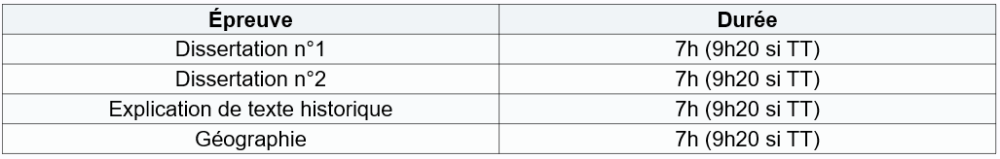 Épreuve Durée
Dissertation n°1 7h (9h20 si TT)
Dissertation n°2 7h (9h20 si TT)
Explication de texte historique 7h (9h20 si TT)
Géographie 7h (9h20 si TT)